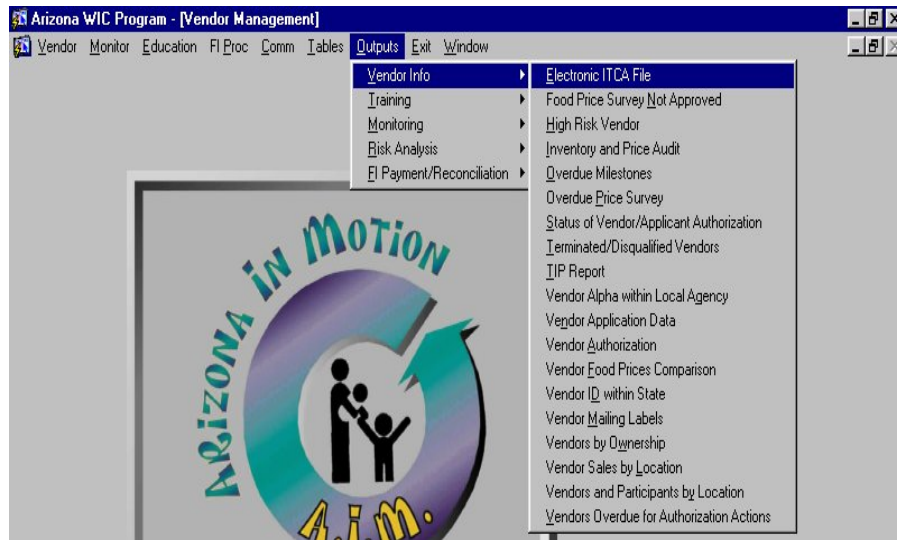 Arizona WIC Program - [Vendor Management]
Vendor Monitor Education FI Proc Comm Tables Outputs Exit Window
Vendor Info
Training
Monitoring
Risk Analysis
FI Payment/Reconciliation
Electronic ITCA File
Food Price Survey Not Approved
High Risk Vendor
Inventory and Price Audit
Overdue Milestones
Overdue Price Survey
Status of Vendor/Applicant Authorization
Terminated/Disqualified Vendors
TIP Report
Vendor Alpha within Local Agency
Vendor Application Data
Vendor Authorization
Vendor Food Prices Comparison
Vendor ID within State
Vendor Mailing Labels
Vendors by Ownership
Vendor Sales by Location
Vendors and Participants by Location
Vendors Overdue for Authorization Actions
ARiZONA iN MOTiON
A.i.m.